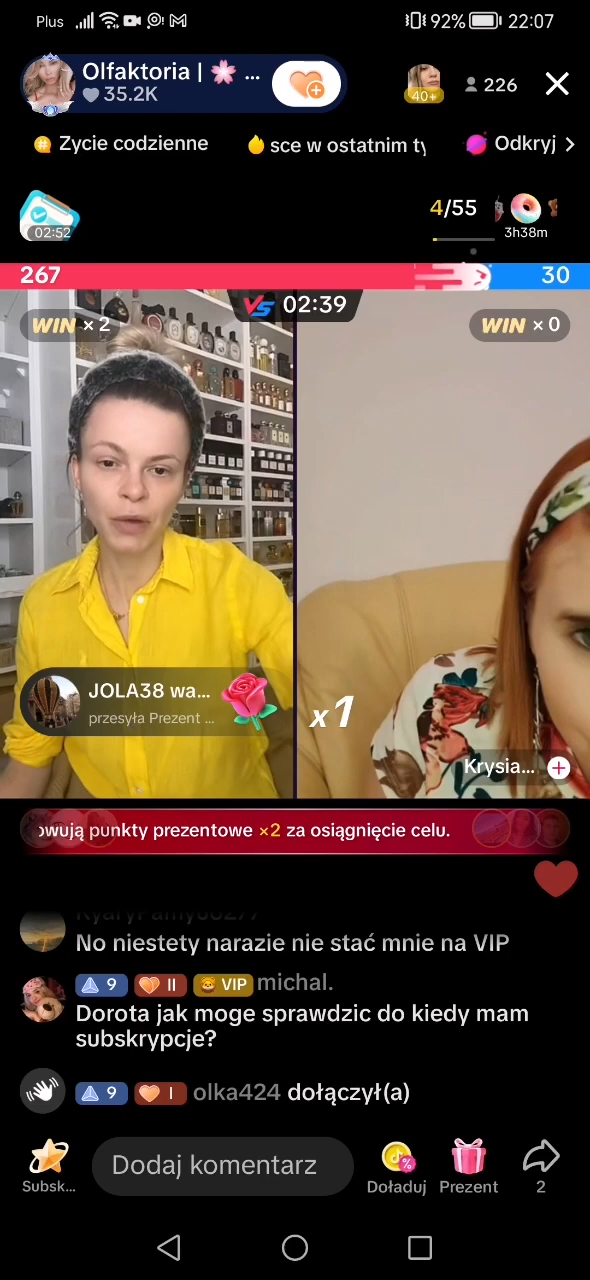 Plus 92% 22:07
Olfaktoria | 🌸 ...
35.2K
40+
226
Zycie codzienne
sce w ostatnim ty
Odkryj
02:52
4/55
3h38m
267
30
VS 02:39
WIN × 2
WIN × 0
JOLA38 wa...
przesyła Prezent ...
x1
Krysia...
owują punkty prezentowe ×2 za osiągnięcie celu.
No niestety narazie nie stać mnie na VIP
9 II VIP michal.
Dorota jak moge sprawdzic do kiedy mam
subskrypcje?
9 I olka424 dołączył(a)
Subsk...
Dodaj komentarz
Doładuj
Prezent
2